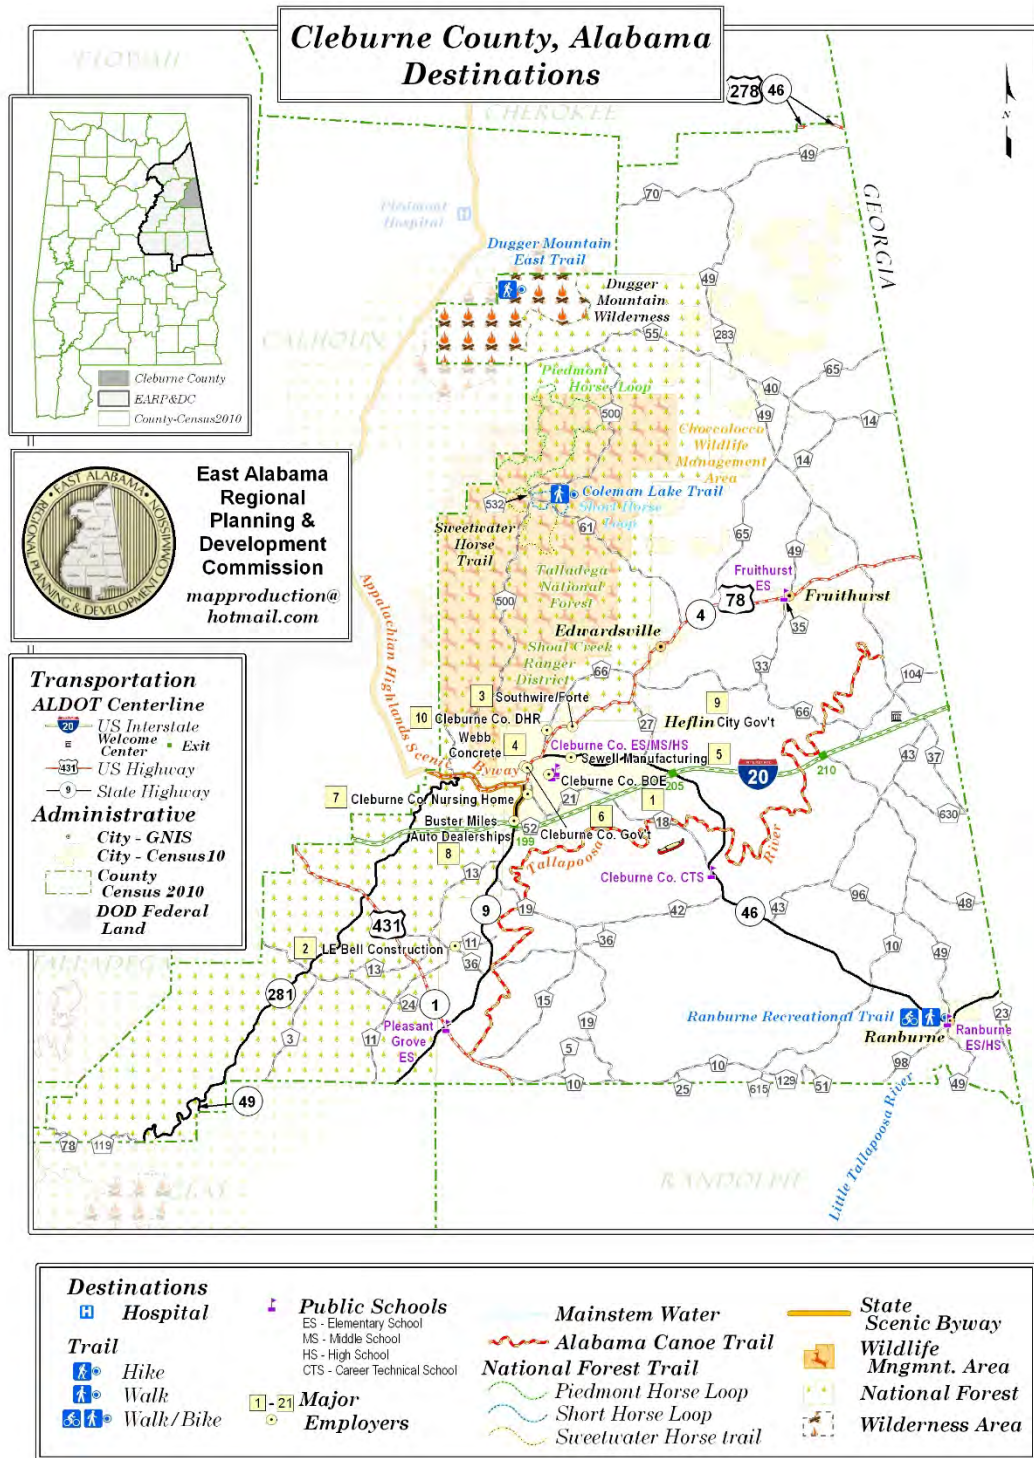 Cleburne County, Alabama
Destinations
ETOWAH
CHEROKEE
278
46
N
49
70
GEORGIA
Piedmont
Hospital
Dugger Mountain
East Trail
Dugger
Mountain
Wilderness
49
283
55
CALHOUN
65
40
49
14
Piedmont
Horse Loop
500
Choccolocco
Wildlife
Management
Area
14
532
Coleman Lake Trail
Short Horse
Loop
61
65
49
Sweetwater
Horse
Trail
Talladega
National
Forest
Fruithurst
ES
500
4
78
Fruithurst
35
Appalachian Highlands Scenic Byway
Edwardsville
Shoal Creek
Ranger
District
66
33
104
3
Southwire/Forte
66
27
9
Heflin City Gov't
10
Cleburne Co. DHR
Webb
Concrete
4
Cleburne Co. ES/MS/HS
Sewell Manufacturing
5
43
37
20
210
205
Cleburne Co. BOE
7
Cleburne Co. Nursing Home
21
1
630
Buster Miles
Auto Dealerships
52
199
6
Cleburne Co. Gov't
18
8
Tallapoosa
River
13
Cleburne Co. CTS
96
48
9
19
42
46
43
431
2
LE Bell Construction
11
36
36
10
49
13
281
24
1
15
Ranburne Recreational Trail
23
Pleasant
Grove
ES
3
11
19
Ranburne
Ranburne
ES/HS
5
10
10
25
615
129
51
98
49
49
78
119
TALLADEGA
CLAY
RANDOLPH
Little Tallapoosa River
Cleburne County
EARP&DC
County-Census2010
EAST ALABAMA
REGIONAL PLANNING & DEVELOPMENT COMMISSION
East Alabama
Regional
Planning &
Development
Commission
mapproduction@
hotmail.com
Transportation
ALDOT Centerline
20
US Interstate
Welcome
Center
Exit
431
US Highway
9
State Highway
Administrative
City - GNIS
City - Census10
County
Census 2010
DOD Federal
Land
Destinations
H
Hospital
Trail
Hike
Walk
Walk/Bike
Public Schools
ES - Elementary School
MS - Middle School
HS - High School
CTS - Career Technical School
1 - 21
Major
Employers
Mainstem Water
Alabama Canoe Trail
National Forest Trail
Piedmont Horse Loop
Short Horse Loop
Sweetwater Horse trail
State
Scenic Byway
Wildlife
Mngmnt. Area
National Forest
Wilderness Area